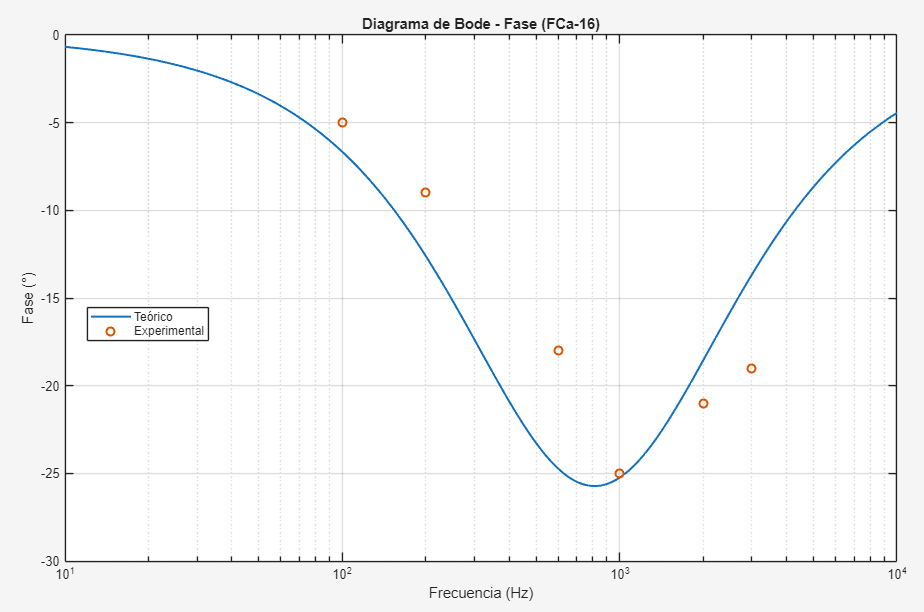 Diagrama de Bode - Fase (FCa-16)
0
-5
-10
-15
-20
-25
-30
Fase (°)
Teórico
Experimental
10¹ 10² 10³ 10⁴
Frecuencia (Hz)